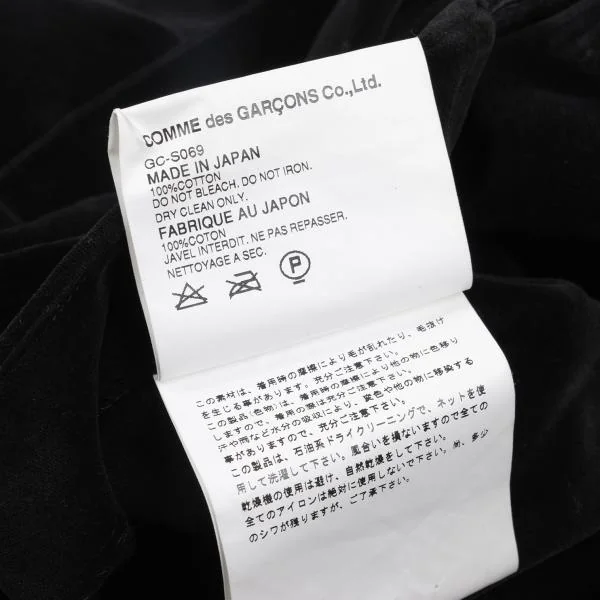 COMME des GARÇONS Co.,Ltd.
GC-S069
MADE IN JAPAN
100%COTTON
DO NOT BLEACH. DO NOT IRON.
DRY CLEAN ONLY.
FABRIQUE AU JAPON
100%COTON
JAVEL INTERDIT. NE PAS REPASSER.
NETTOYAGE A SEC.
P
この素材は、着用時の摩擦により毛が乱れたり、毛抜け
を生じる事があります。充分ご注意下さい。
この製品(色物)は、着用時の摩擦により他の物に色移り
しますので、着用の際は充分ご注意下さい。
汗や雨など水分の吸収により、変色や他の物に移染する
事がありますので、充分ご注意下さい。
この製品は、石油系ドライクリーニングで、ネットを使
用して洗濯して下さい。風合いを損ないますので全ての
乾燥機の使用は避け、自然乾燥をして下さい。
全てのアイロンは絶対に使用しないで下さい。尚、多少
のシワが残りますが、ご了承下さい。